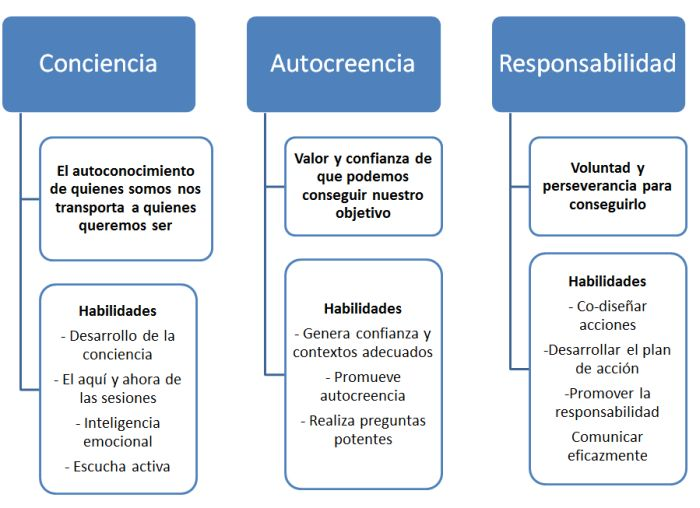 Conciencia
El autoconocimiento
de quienes somos nos
transporta a quienes
queremos ser
Habilidades
- Desarrollo de la
conciencia
- El aquí y ahora de
las sesiones
- Inteligencia
emocional
- Escucha activa
Autocreencia
Valor y confianza de
que podemos
conseguir nuestro
objetivo
Habilidades
- Genera confianza y
contextos adecuados
- Promueve
autocreencia
- Realiza preguntas
potentes
Responsabilidad
Voluntad y
perseverancia para
conseguirlo
Habilidades
- Co-diseñar
acciones
-Desarrollar el plan
de acción
-Promover la
responsabilidad
Comunicar
eficazmente